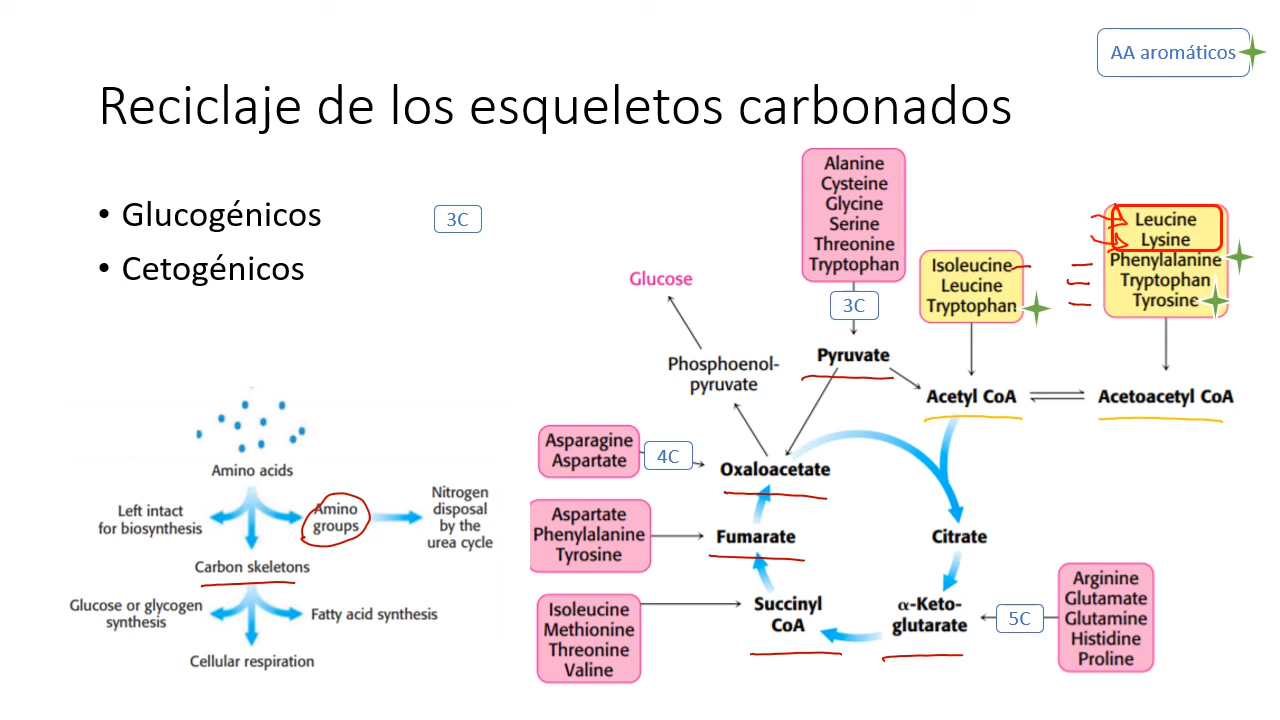 AA aromáticos
Reciclaje de los esqueletos carbonados
• Glucogénicos
3C
• Cetogénicos
Amino acids
Left intact
for biosynthesis
Amino
groups
Nitrogen
disposal
by the
urea cycle
Carbon skeletons
Glucose or glycogen
synthesis
Fatty acid synthesis
Cellular respiration
Alanine
Cysteine
Glycine
Serine
Threonine
Tryptophan
3C
Pyruvate
Isoleucine
Leucine
Tryptophan
Acetyl CoA
Leucine
Lysine
Phenylalanine
Tryptophan
Tyrosine
Acetoacetyl CoA
Glucose
Phosphoenol-
pyruvate
Asparagine
Aspartate
4C
Oxaloacetate
Aspartate
Phenylalanine
Tyrosine
Fumarate
Citrate
Isoleucine
Methionine
Threonine
Valine
Succinyl
CoA
α-Keto-
glutarate
5C
Arginine
Glutamate
Glutamine
Histidine
Proline